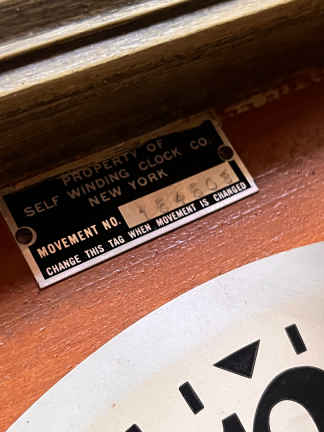 PROPERTY OF
SELF WINDING CLOCK CO.
NEW YORK
MOVEMENT NO.
CHANGE THIS TAG WHEN MOVEMENT IS CHANGED